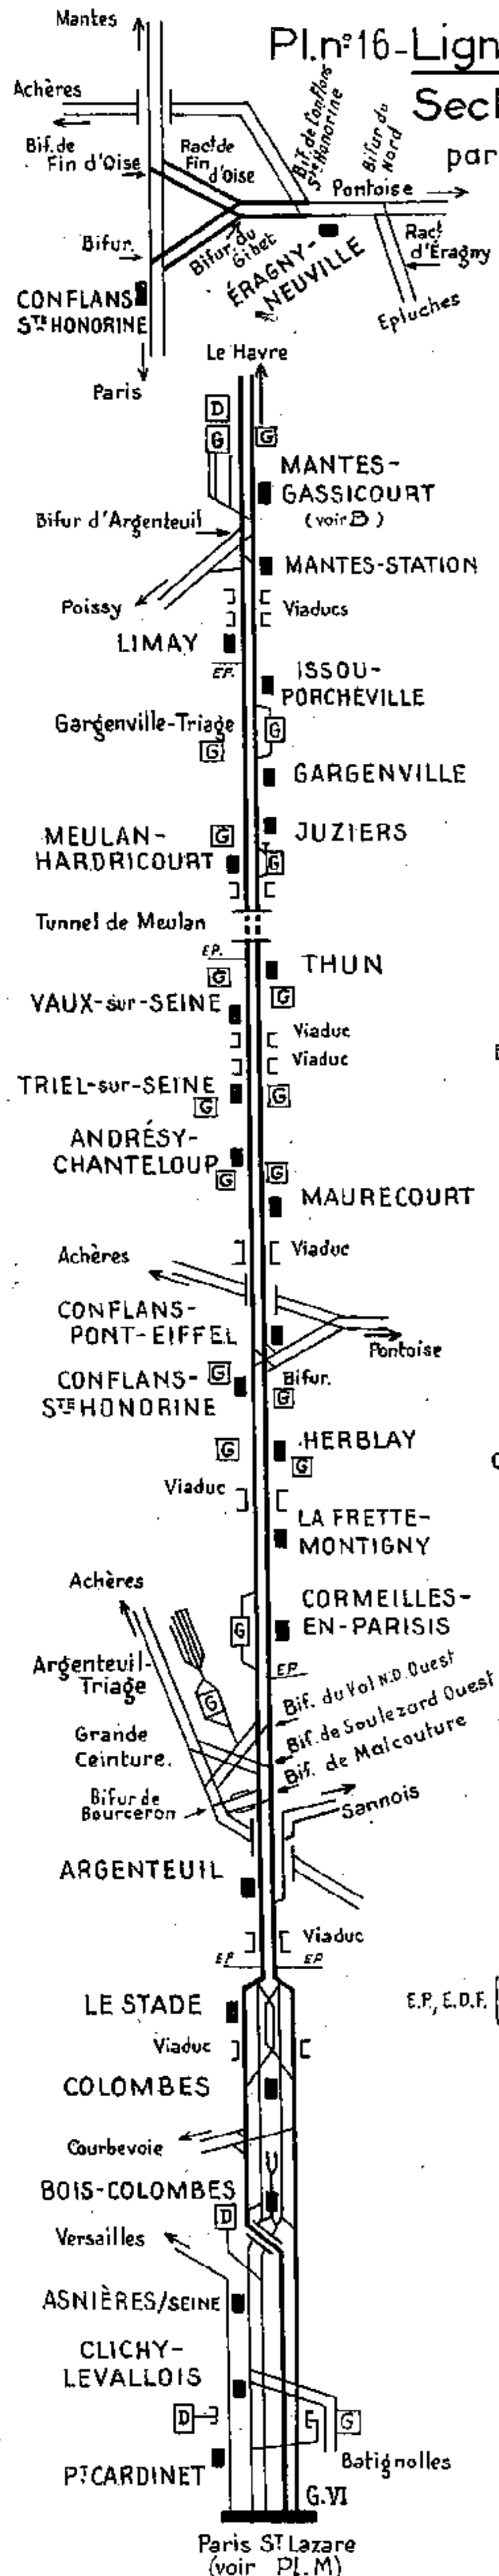 Mantes
Pl.nº16-Lign
Achères
Sect
par
Bif. de Conflans
Ste Honorine
Bifur du
Nord
Bif. de
Fin d'Oise
Ract de
Fin
d'Oise
Pontoise
Bifur.
Bifur. du
Gibet
ÉRAGNY-
NEUVILLE
Ract
d'Éragny
Epluches
CONFLANS
STE HONORINE
Paris
Le Havre
D
G
G
MANTES-
GASSICOURT
(voir B)
Bifur d'Argenteuil
MANTES-STATION
Poissy
Viaducs
LIMAY
EP.
ISSOU-
PORCHEVILLE
Gargenville-Triage
G
G
GARGENVILLE
G
JUZIERS
MEULAN-
HARDRICOURT
G
Tunnel de Meulan
EP.
G
THUN
G
VAUX-sur-SEINE
Viaduc
Viaduc
TRIEL-sur-SEINE
G
G
ANDRÉSY-
CHANTELOUP
G
G
MAURECOURT
Viaduc
Achères
CONFLANS-
PONT-EIFFEL
Pontoise
G
Bifur.
CONFLANS-
STE HONORINE
G
G
HERBLAY
G
Viaduc
LA FRETTE-
MONTIGNY
Achères
G
CORMEILLES-
EN-PARISIS
Argenteuil-
Triage
G
EP.
Bif. du Val N.D. Ouest
Bif. de Soulezard Ouest
Bif. de Malcouture
Grande
Ceinture.
Bifur de
Bourceron
Sannois
ARGENTEUIL
Viaduc
EP.
EP.
LE STADE
E.P., E.D.F.
Viaduc
COLOMBES
Courbevoie
BOIS-COLOMBES
D
Versailles
ASNIÈRES/SEINE
CLICHY-
LEVALLOIS
D
G
Batignolles
PT CARDINET
G.VI
Paris ST Lazare
(voir PL.M)